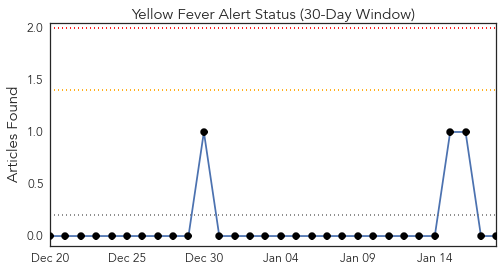 Yellow Fever Alert Status (30-Day Window)
Articles Found
2.0
1.5
1.0
0.5
0.0
Dec 20 Dec 25 Dec 30 Jan 04 Jan 09 Jan 14